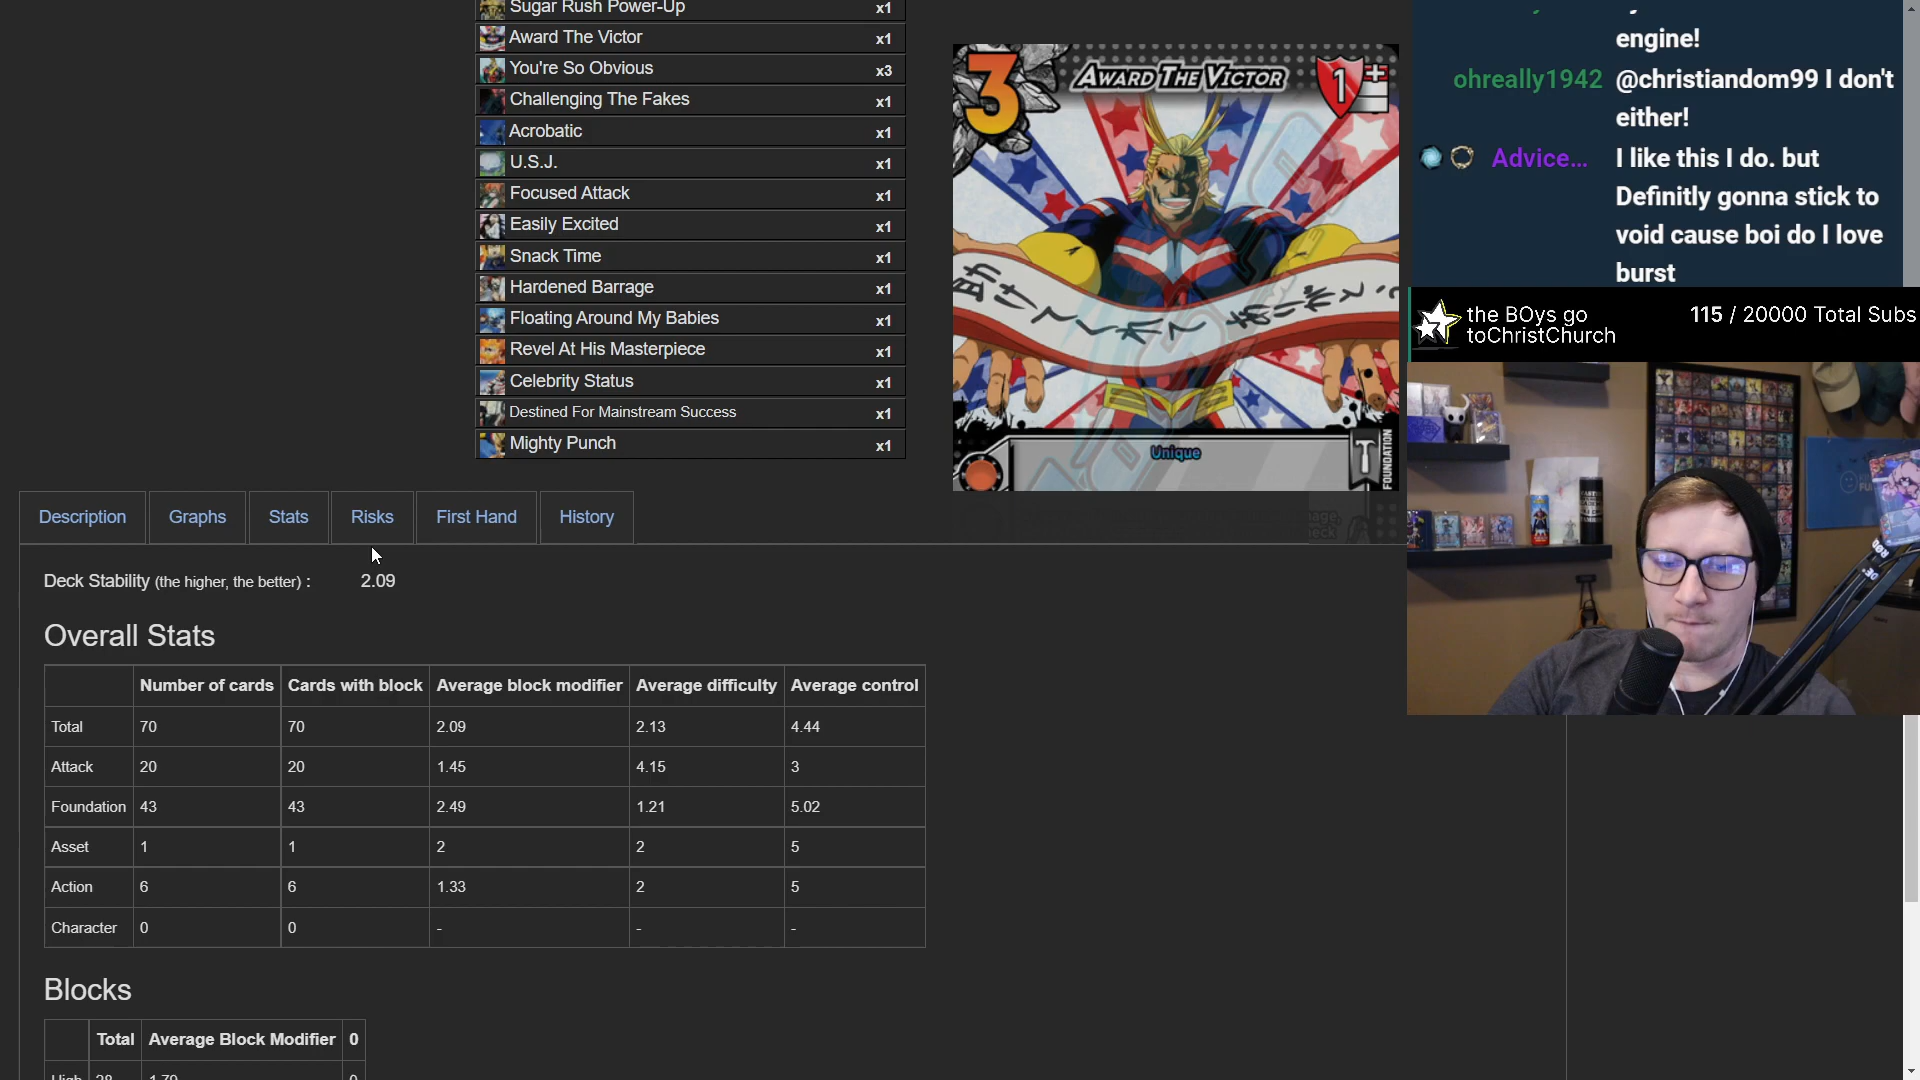 Sugar Rush Power-Up x1
Award The Victor x1
You're So Obvious x3
Challenging The Fakes x1
Acrobatic x1
U.S.J. x1
Focused Attack x1
Easily Excited x1
Snack Time x1
Hardened Barrage x1
Floating Around My Babies x1
Revel At His Masterpiece x1
Celebrity Status x1
Destined For Mainstream Success x1
Mighty Punch x1
3 AWARD THE VICTOR 1+
Unique
FOUNDATION
engine!
ohreally1942 @christiandom99 I don't
either!
Advice... I like this I do. but
Definitly gonna stick to
void cause boi do I love
burst
the BOys go
toChristChurch
115 / 20000 Total Subs
Description Graphs Stats Risks First Hand History
Deck Stability (the higher, the better) : 2.09
Overall Stats
Number of cards Cards with block Average block modifier Average difficulty Average control
Total 70 70 2.09 2.13 4.44
Attack 20 20 1.45 4.15 3
Foundation 43 43 2.49 1.21 5.02
Asset 1 1 2 2 5
Action 6 6 1.33 2 5
Character 0 0 - - -
Blocks
Total Average Block Modifier 0